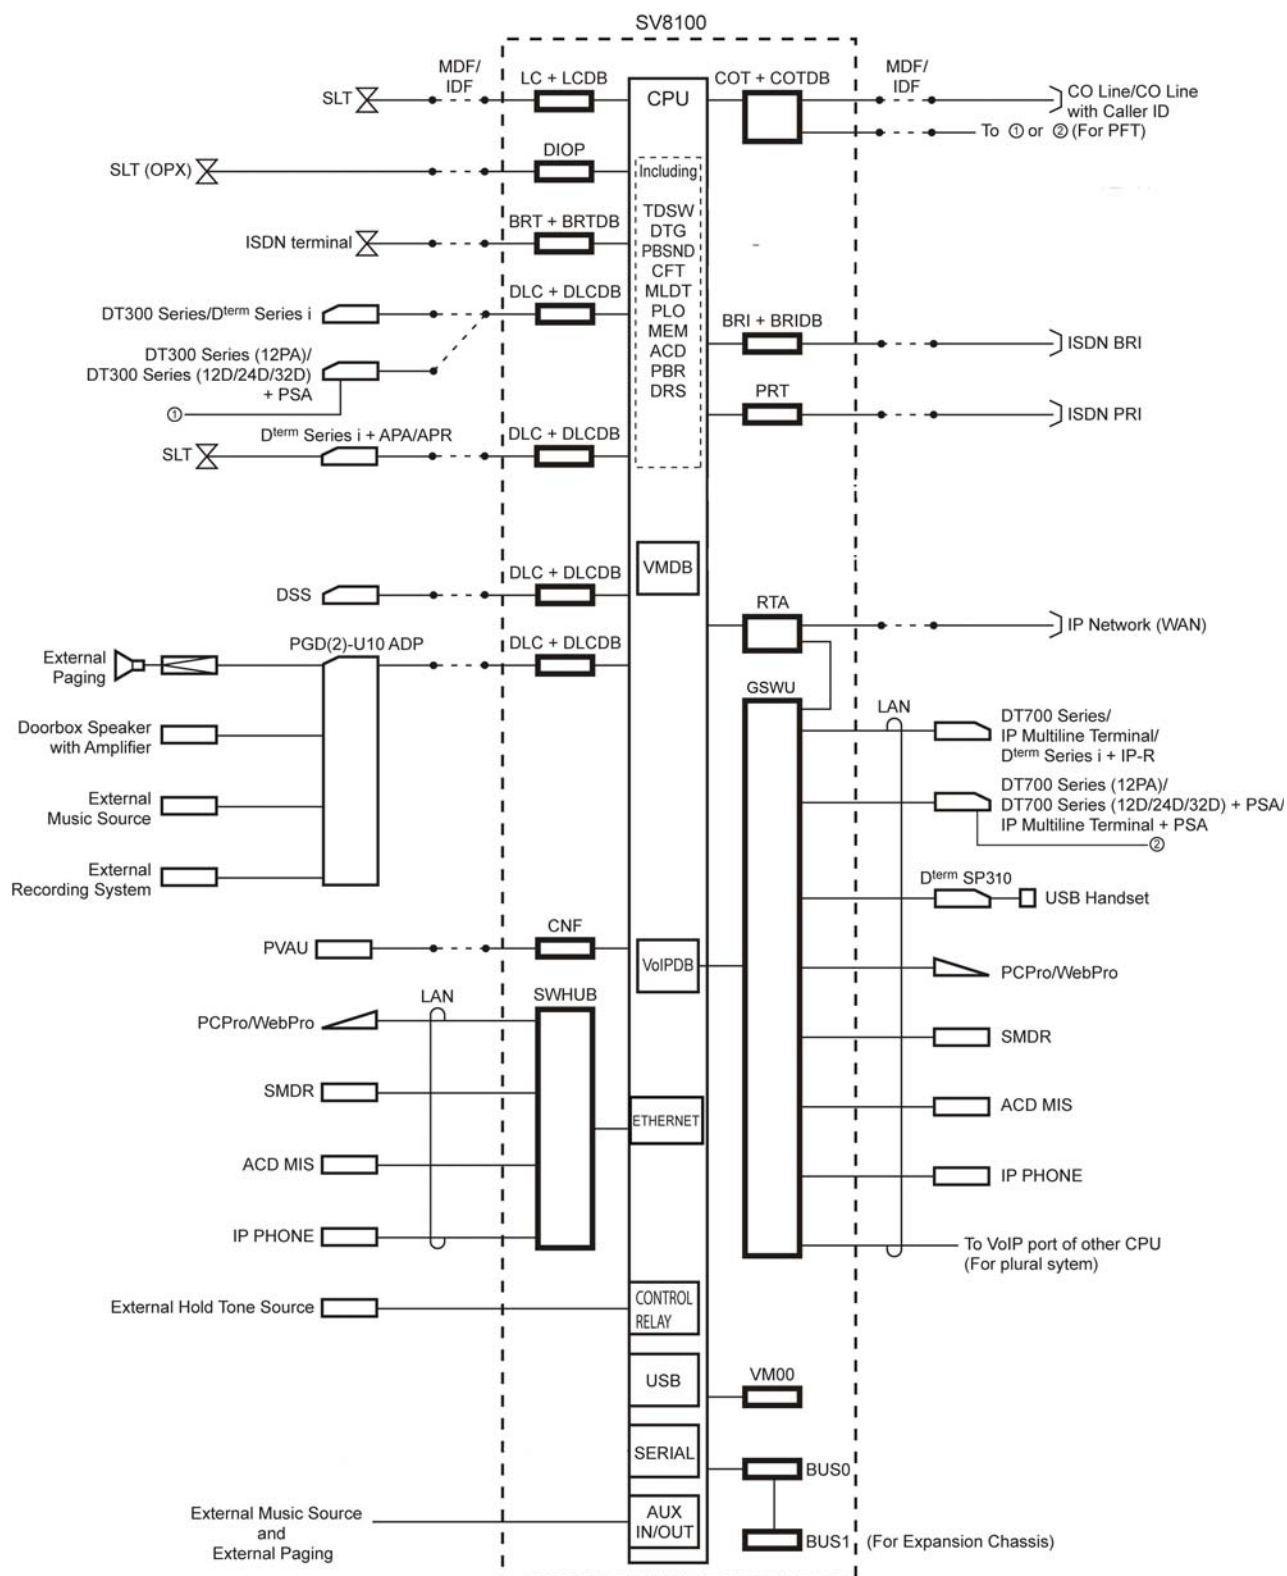 SV8100
MDF/
IDF
LC + LCDB
SLT
CPU
COT + COTDB
MDF/
IDF
CO Line/CO Line
with Caller ID
To ① or ② (For PFT)
DIOP
SLT (OPX)
Including
TDSW
DTG
PBSND
CFT
MLDT
PLO
MEM
ACD
PBR
DRS
BRT + BRTDB
ISDN terminal
DLC + DLCDB
DT300 Series/Dterm Series i
DT300 Series (12PA)/
DT300 Series (12D/24D/32D)
+ PSA
①
BRI + BRIDB
ISDN BRI
PRT
ISDN PRI
Dterm Series i + APA/APR
DLC + DLCDB
SLT
VMDB
DLC + DLCDB
DSS
RTA
IP Network (WAN)
PGD(2)-U10 ADP
DLC + DLCDB
External
Paging
Doorbox Speaker
with Amplifier
External
Music Source
External
Recording System
GSWU
LAN
DT700 Series/
IP Multiline Terminal/
Dterm Series i + IP-R
DT700 Series (12PA)/
DT700 Series (12D/24D/32D) + PSA/
IP Multiline Terminal + PSA
②
Dterm SP310
USB Handset
CNF
PVAU
VoIPDB
PCPro/WebPro
SWHUB
LAN
PCPro/WebPro
SMDR
SMDR
ETHERNET
ACD MIS
ACD MIS
IP PHONE
IP PHONE
To VoIP port of other CPU
(For plural sytem)
External Hold Tone Source
CONTROL
RELAY
USB
VM00
SERIAL
BUS0
External Music Source
and
External Paging
AUX
IN/OUT
BUS1 (For Expansion Chassis)